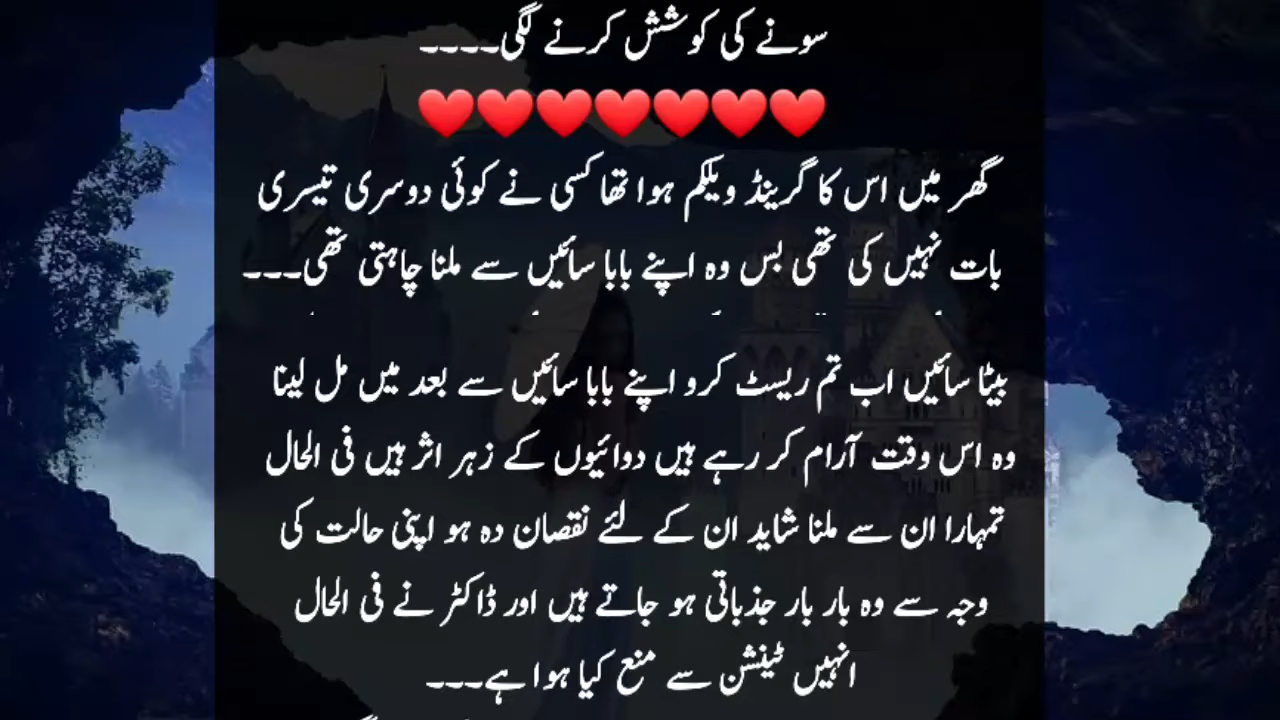 سونے کی کوشش کرنے لگی۔۔۔۔
❤️❤️❤️❤️❤️❤️❤️
گھر میں اس کا گرینڈ ویلکم ہوا تھا کسی نے کوئی دوسری تیسری
بات نہیں کی تھی بس وہ اپنے بابا سائیں سے ملنا چاہتی تھی۔۔۔
بیٹا سائیں اب تم ریسٹ کرو اپنے بابا سائیں سے بعد میں مل لینا
وہ اس وقت آرام کر رہے ہیں دوائیوں کے زہر اثر ہیں فی الحال
تمہارا ان سے ملنا شاید ان کے لئے نقصان دہ ہو اپنی حالت کی
وجہ سے وہ بار بار جذباتی ہو جاتے ہیں اور ڈاکٹر نے فی الحال
انہیں ٹینشن سے منع کیا ہوا ہے۔۔۔